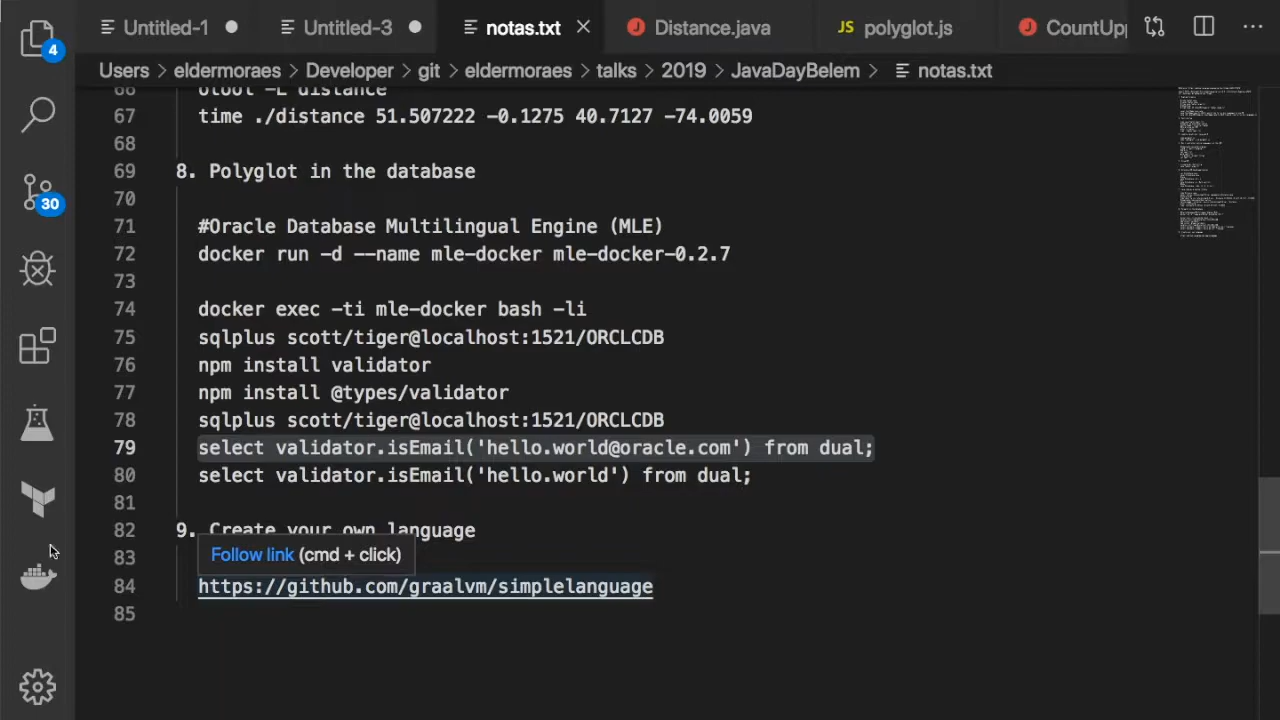 Untitled-1
Untitled-3
notas.txt
Distance.java
JS polyglot.js
CountUpp
4
Users > eldermoraes > Developer > git > eldermoraes > talks > 2019 > JavaDayBelem > notas.txt
66 otool -L distance
67 time ./distance 51.507222 -0.1275 40.7127 -74.0059
68
69 8. Polyglot in the database
70
71 #Oracle Database Multilingual Engine (MLE)
30
72 docker run -d --name mle-docker mle-docker-0.2.7
73
74 docker exec -ti mle-docker bash -li
75 sqlplus scott/tiger@localhost:1521/ORCLCDB
76 npm install validator
77 npm install @types/validator
78 sqlplus scott/tiger@localhost:1521/ORCLCDB
79 select validator.isEmail('hello.world@oracle.com') from dual;
80 select validator.isEmail('hello.world') from dual;
81
82 9. Create your own language
83
Follow link (cmd + click)
84 https://github.com/graalvm/simplelanguage
85